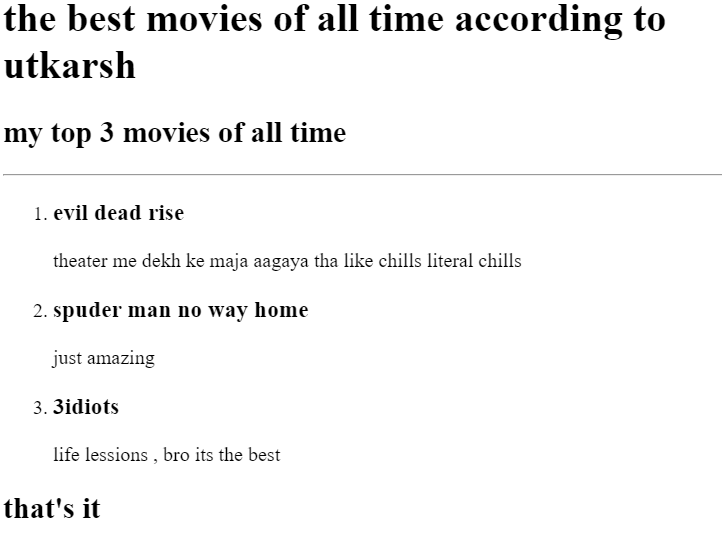 the best movies of all time according to
utkarsh
my top 3 movies of all time
1. evil dead rise
theater me dekh ke maja aagaya tha like chills literal chills
2. spuder man no way home
just amazing
3. 3idiots
life lessions , bro its the best
that's it